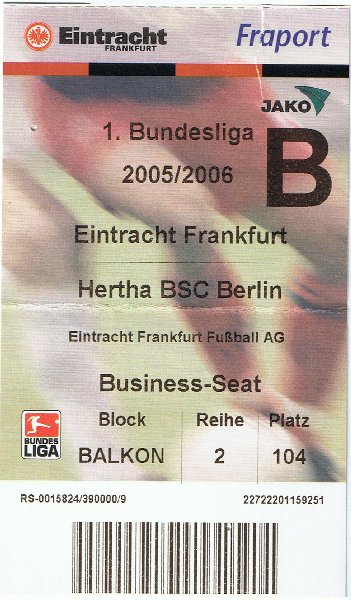 Eintracht
FRANKFURT
Fraport
JAKO
1. Bundesliga
B
2005/2006
Eintracht Frankfurt
Hertha BSC Berlin
Eintracht Frankfurt Fußball AG
Business-Seat
Block Reihe Platz
BUNDES
LIGA
BALKON 2 104
RS-0015824/390000/9 22722201159251